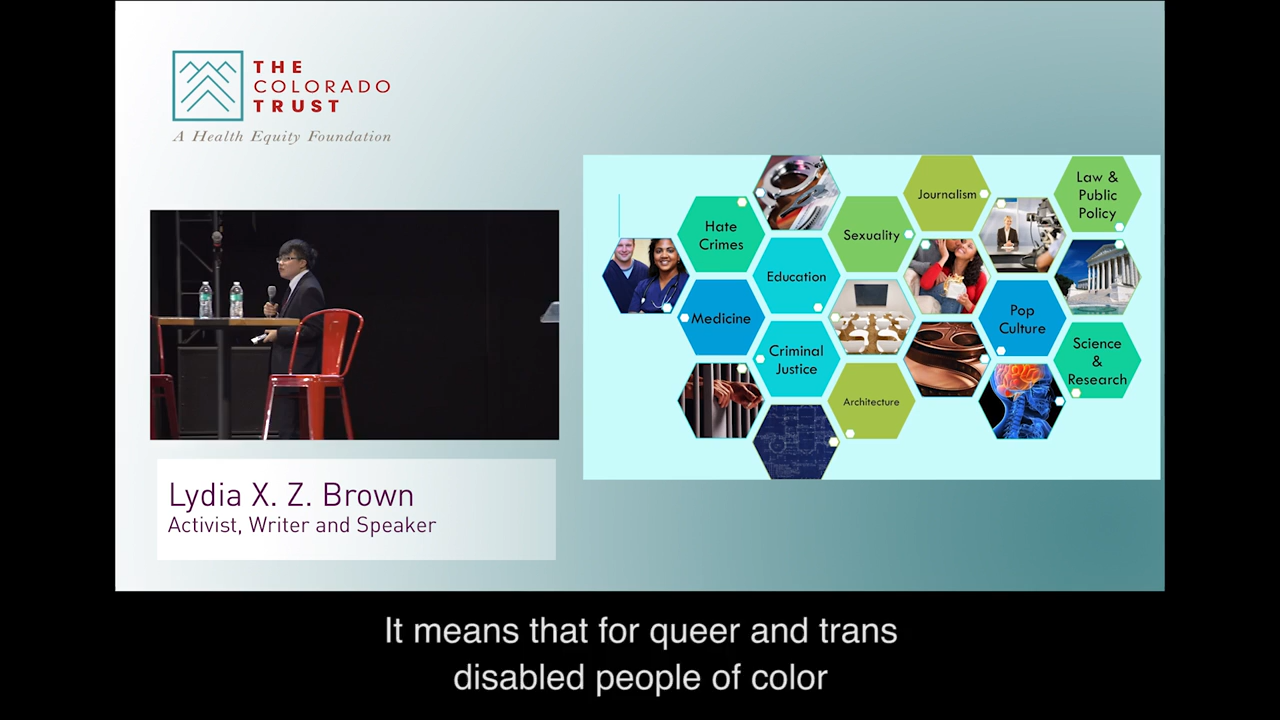 THE
COLORADO
TRUST
A Health Equity Foundation
Hate
Crimes
Medicine
Education
Criminal
Justice
Sexuality
Architecture
Journalism
Pop
Culture
Law &
Public
Policy
Science
&
Research
Lydia X. Z. Brown
Activist, Writer and Speaker
It means that for queer and trans
disabled people of color